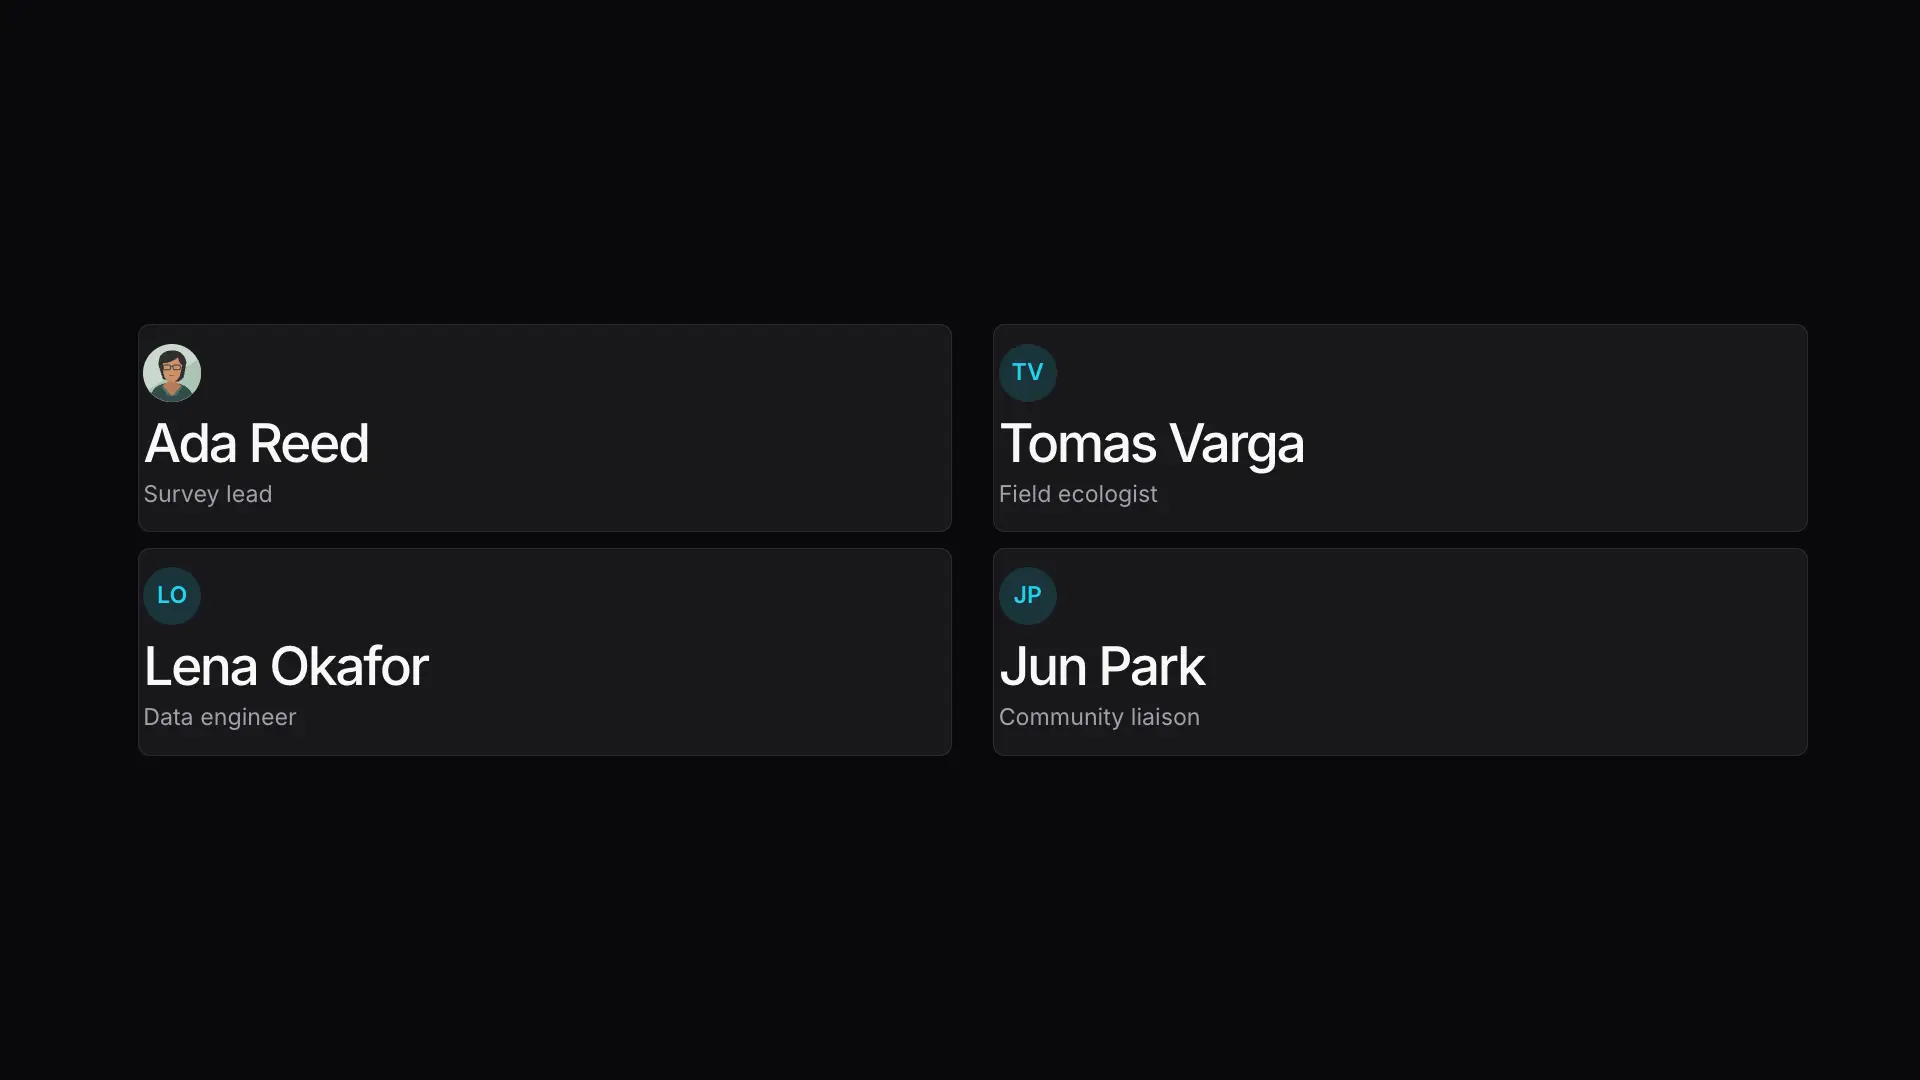 Ada Reed
Survey lead
TV
Tomas Varga
Field ecologist
LO
Lena Okafor
Data engineer
JP
Jun Park
Community liaison